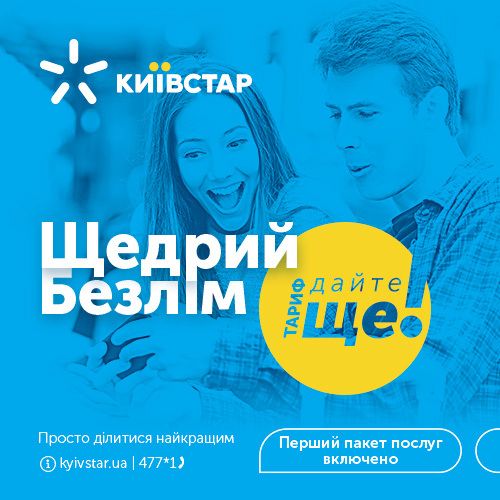 КИЇВСТАР
Щедрий
Безлім
ТАРИФ
дайте
ще!
Просто ділитися найкращим
kyivstar.ua | 477*1
Перший пакет послуг
включено